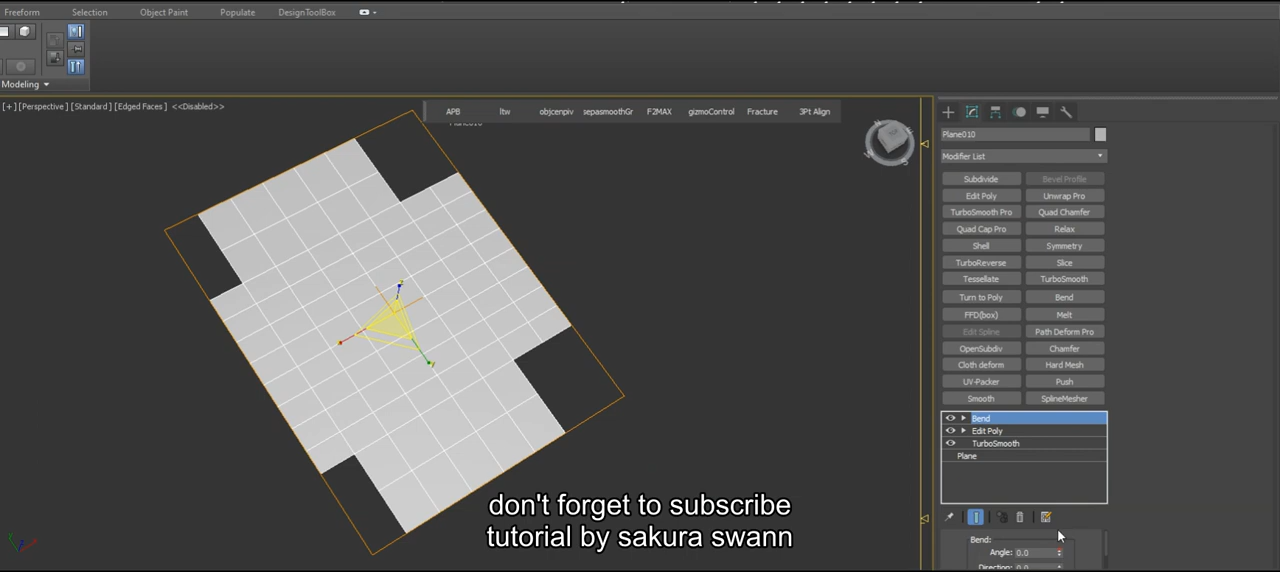 Freeform Selection Object Paint Populate DesignToolBox
Modeling
[+] [Perspective] [Standard] [Edged Faces] <<Disabled>>
APB ltw objcenpiv sepasmoothGr F2MAX gizmoControl Fracture 3Pt Align
Plane010
Modifier List
Subdivide Bevel Profile
Edit Poly Unwrap Pro
TurboSmooth Pro Quad Chamfer
Quad Cap Pro Relax
Shell Symmetry
TurboReverse Slice
Tessellate TurboSmooth
Turn to Poly Bend
FFD(box) Melt
Edit Spline Path Deform Pro
OpenSubdiv Chamfer
Cloth deform Hard Mesh
UV-Packer Push
Smooth SplineMesher
Bend
Edit Poly
TurboSmooth
Plane
don't forget to subscribe
tutorial by sakura swann
Bend:
Angle: 0.0
Direction: 0.0